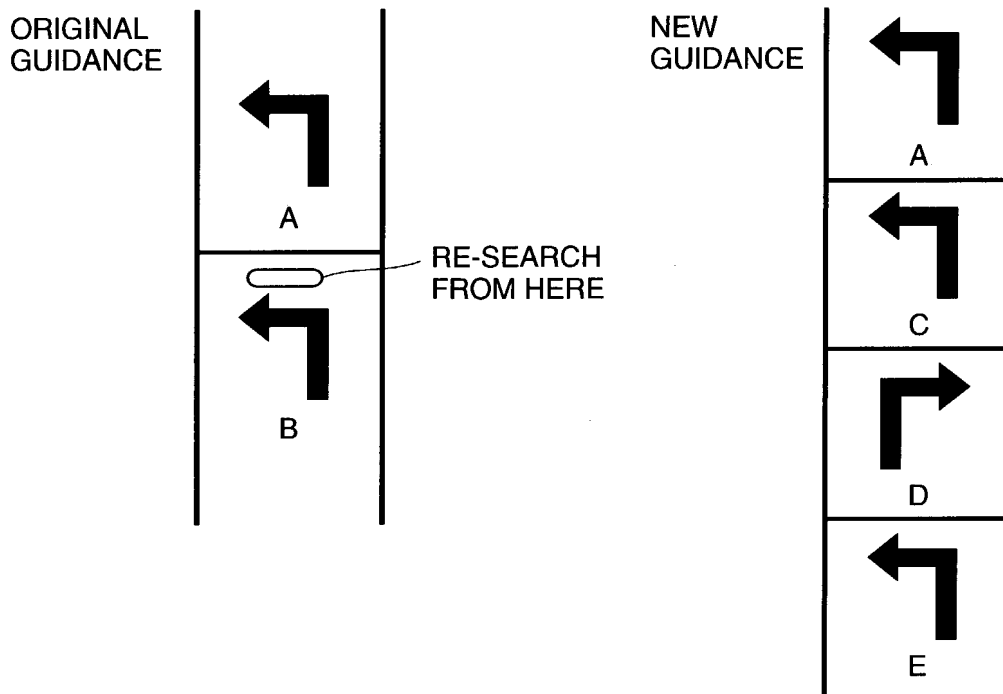 ORIGINAL
GUIDANCE
A
RE-SEARCH
FROM HERE
B
NEW
GUIDANCE
A
C
D
E